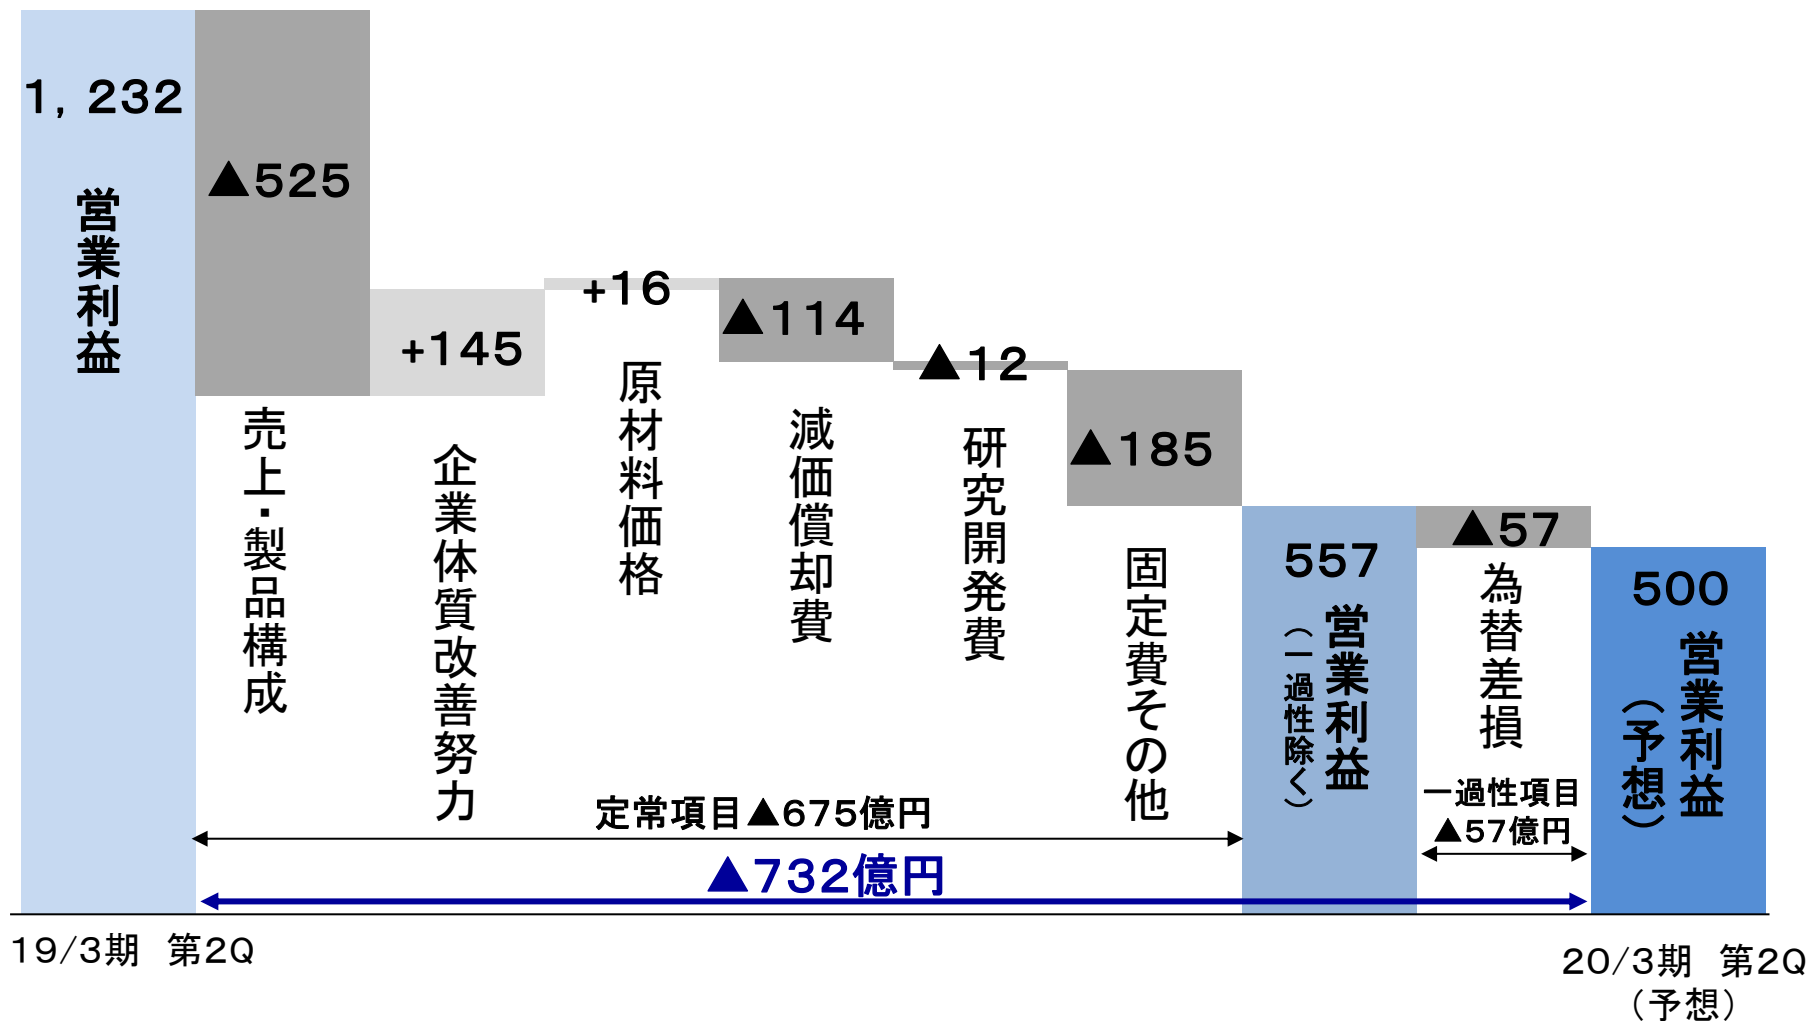 1，232
営業利益
▲525
売上・製品構成
+145
企業体質改善努力
+16
原材料価格
▲114
減価償却費
▲12
研究開発費
▲185
固定費その他
557
営業利益
（一過性除く）
▲57
為替差損
500
営業利益
（予想）
定常項目▲675億円
一過性項目
▲57億円
▲732億円
19/3期　第2Q
20/3期　第2Q
（予想）